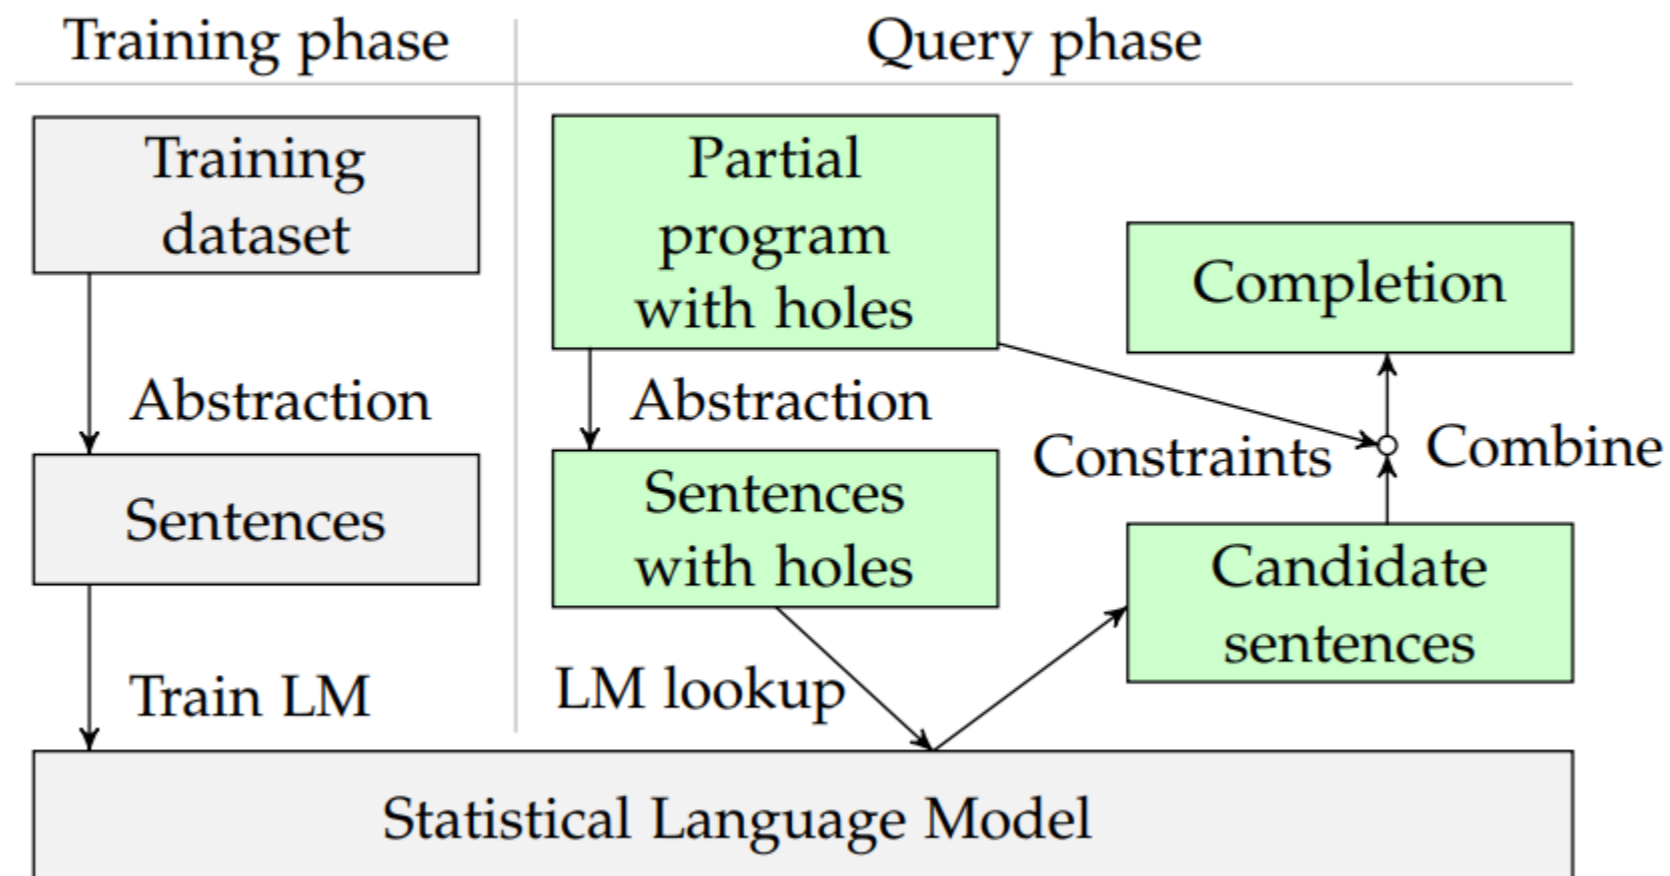 Training phase
Query phase
Training
dataset
Abstraction
Sentences
Train LM
Partial
program
with holes
Abstraction
Sentences
with holes
LM lookup
Completion
Constraints
Combine
Candidate
sentences
Statistical Language Model